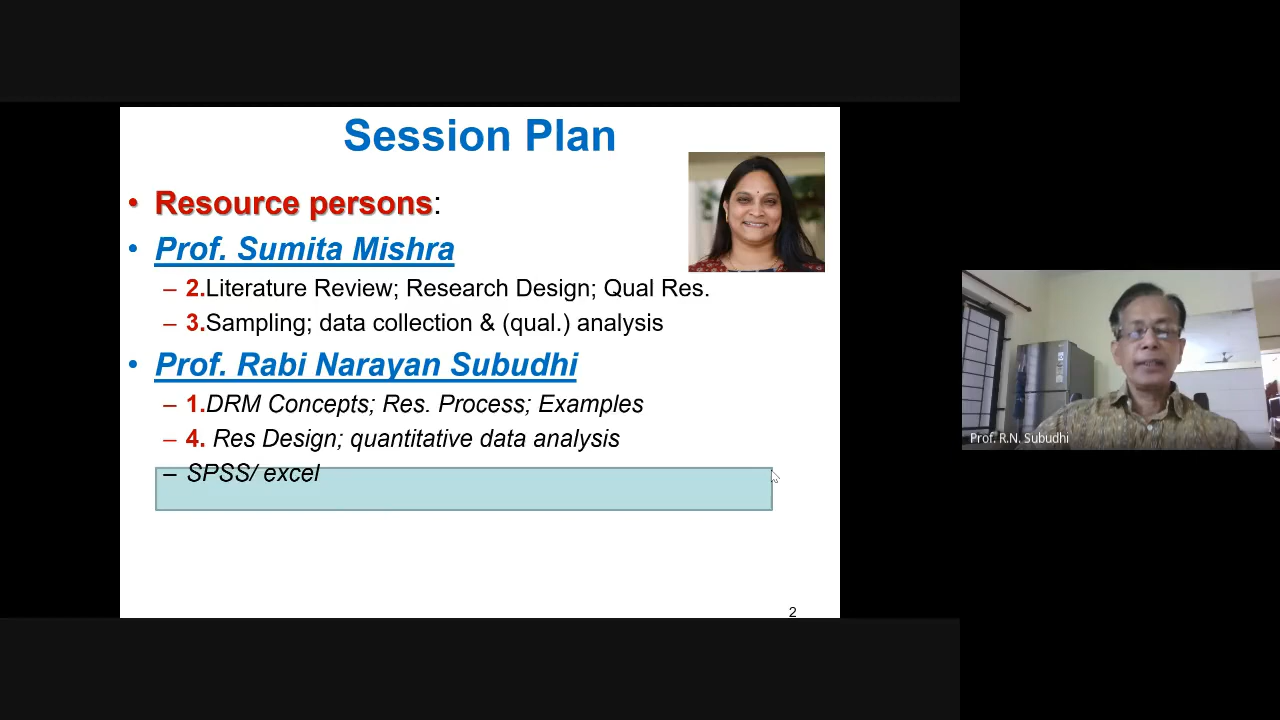 Session Plan
• Resource persons:
• Prof. Sumita Mishra
– 2.Literature Review; Research Design; Qual Res.
– 3.Sampling; data collection & (qual.) analysis
• Prof. Rabi Narayan Subudhi
– 1.DRM Concepts; Res. Process; Examples
– 4. Res Design; quantitative data analysis
– SPSS/ excel
2
Prof. R.N. Subudhi